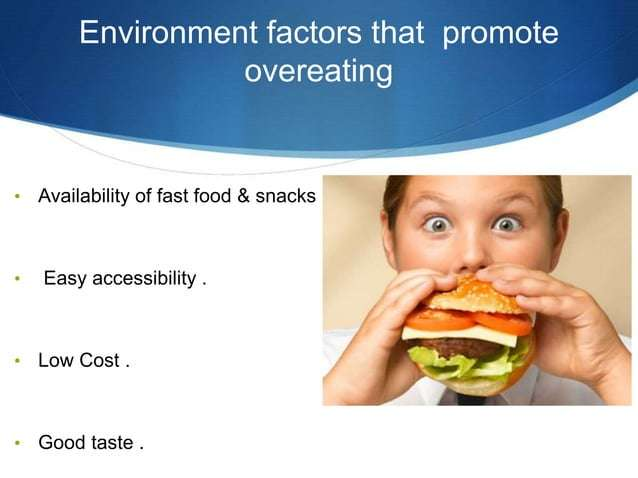 Environment factors that  promote
overeating
• Availability of fast food & snacks
• Easy accessibility .
• Low Cost .
• Good taste .